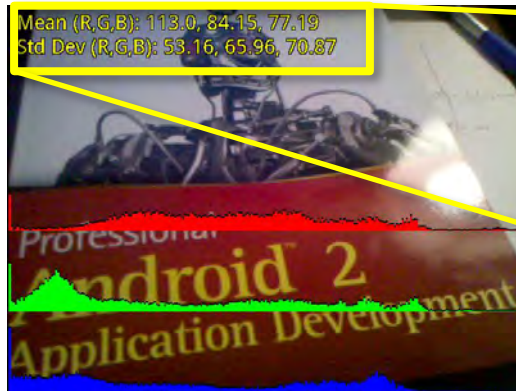 Mean (R,G,B): 113.0, 84.15, 77.19
Std Dev (R,G,B): 53.16, 65.96, 70.87
Professional
Android™ 2
Application Development